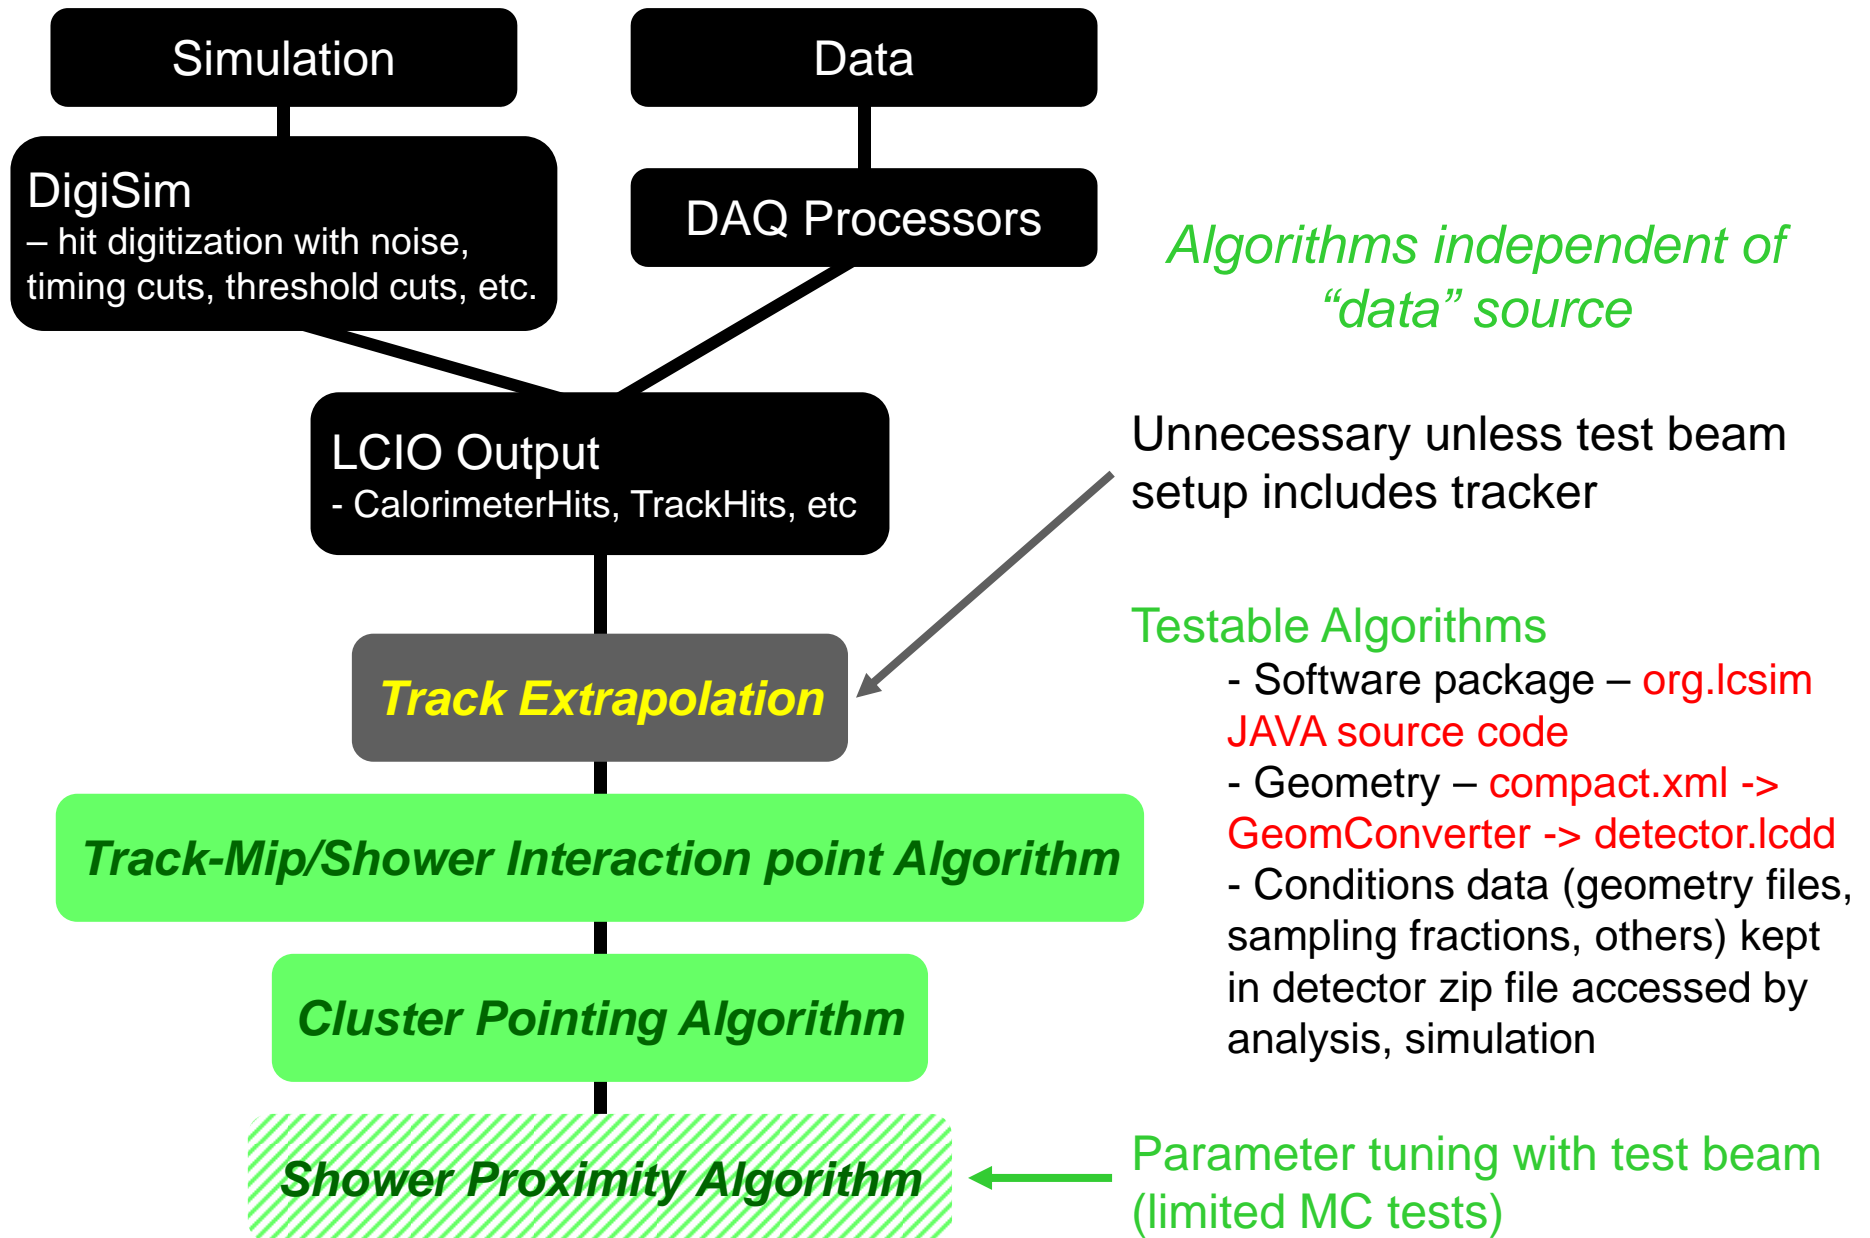 Simulation
Data
DigiSim
– hit digitization with noise,
timing cuts, threshold cuts, etc.
DAQ Processors
Algorithms independent of
“data” source
LCIO Output
- CalorimeterHits, TrackHits, etc
Unnecessary unless test beam
setup includes tracker
Track Extrapolation
Testable Algorithms
- Software package – org.lcsim
JAVA source code
- Geometry – compact.xml ->
GeomConverter -> detector.lcdd
- Conditions data (geometry files,
sampling fractions, others) kept
in detector zip file accessed by
analysis, simulation
Track-Mip/Shower Interaction point Algorithm
Cluster Pointing Algorithm
Shower Proximity Algorithm
Parameter tuning with test beam
(limited MC tests)